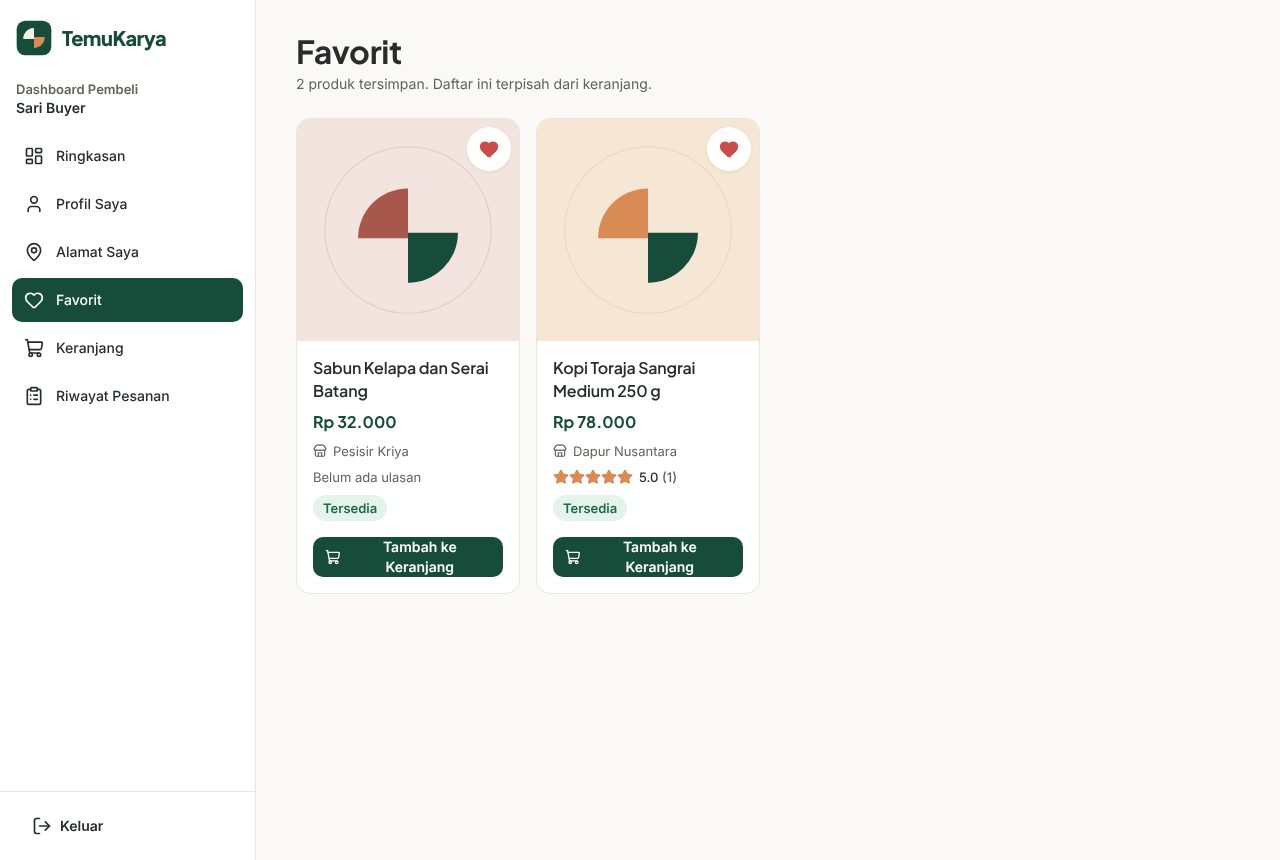 TemuKarya
Dashboard Pembeli
Sari Buyer
Ringkasan
Profil Saya
Alamat Saya
Favorit
Keranjang
Riwayat Pesanan
Keluar
Favorit
2 produk tersimpan. Daftar ini terpisah dari keranjang.
Sabun Kelapa dan Serai
Batang
Rp 32.000
Pesisir Kriya
Belum ada ulasan
Tersedia
Tambah ke
Keranjang
Kopi Toraja Sangrai
Medium 250 g
Rp 78.000
Dapur Nusantara
5.0 (1)
Tersedia
Tambah ke
Keranjang